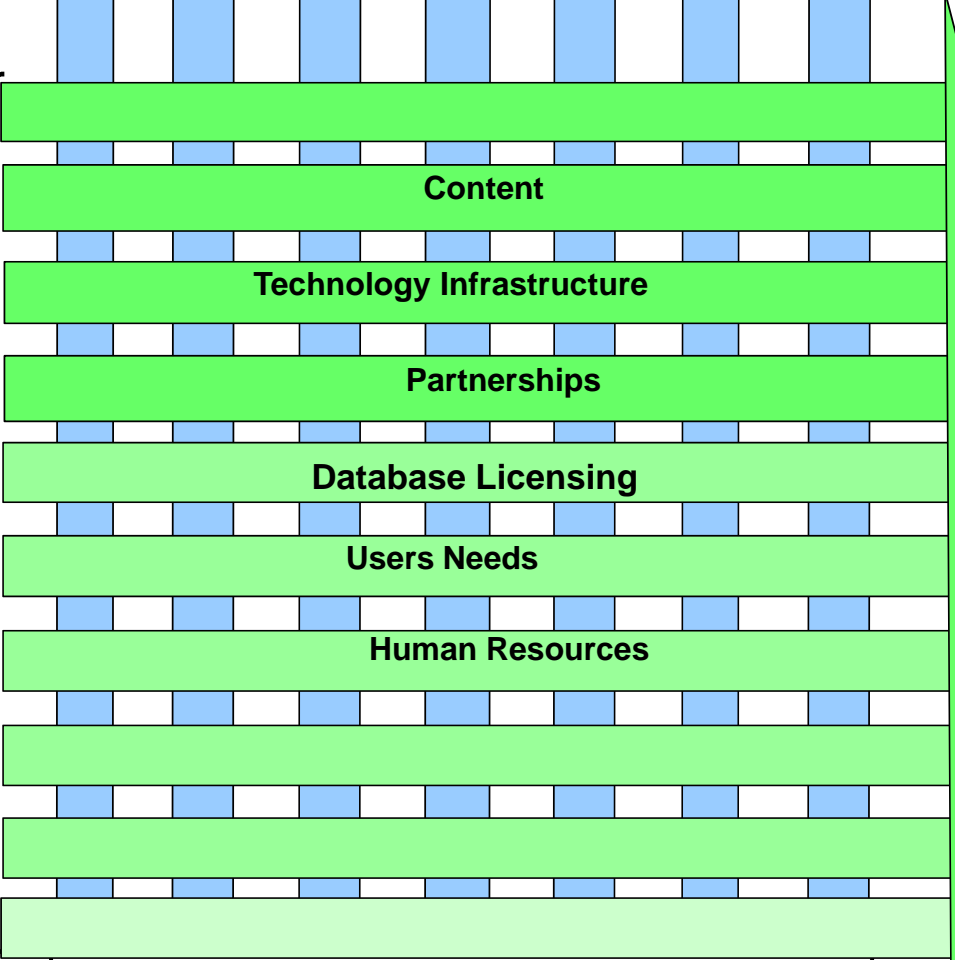 Content
Technology Infrastructure
Partnerships
Database Licensing
Users Needs
Human Resources